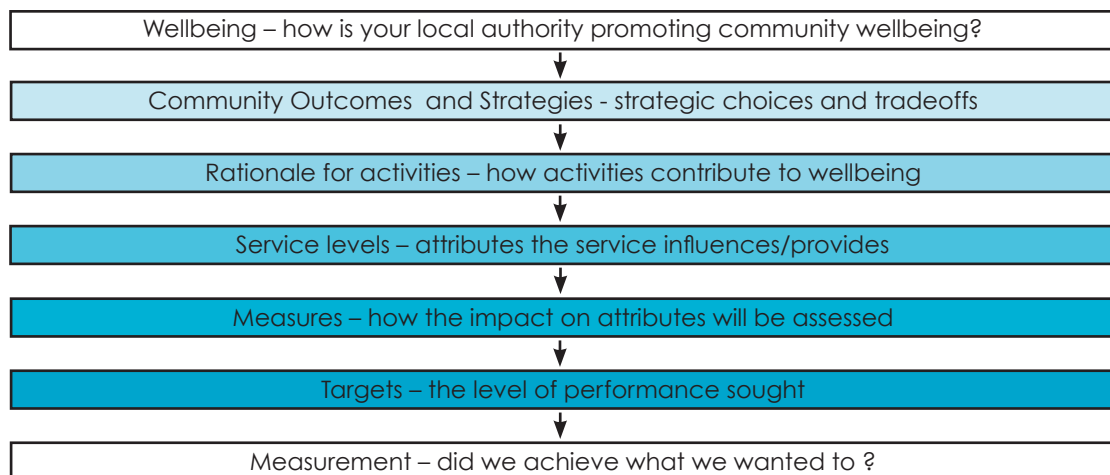 Wellbeing – how is your local authority promoting community wellbeing?
Community Outcomes and Strategies - strategic choices and tradeoffs
Rationale for activities – how activities contribute to wellbeing
Service levels – attributes the service influences/provides
Measures – how the impact on attributes will be assessed
Targets – the level of performance sought
Measurement – did we achieve what we wanted to ?